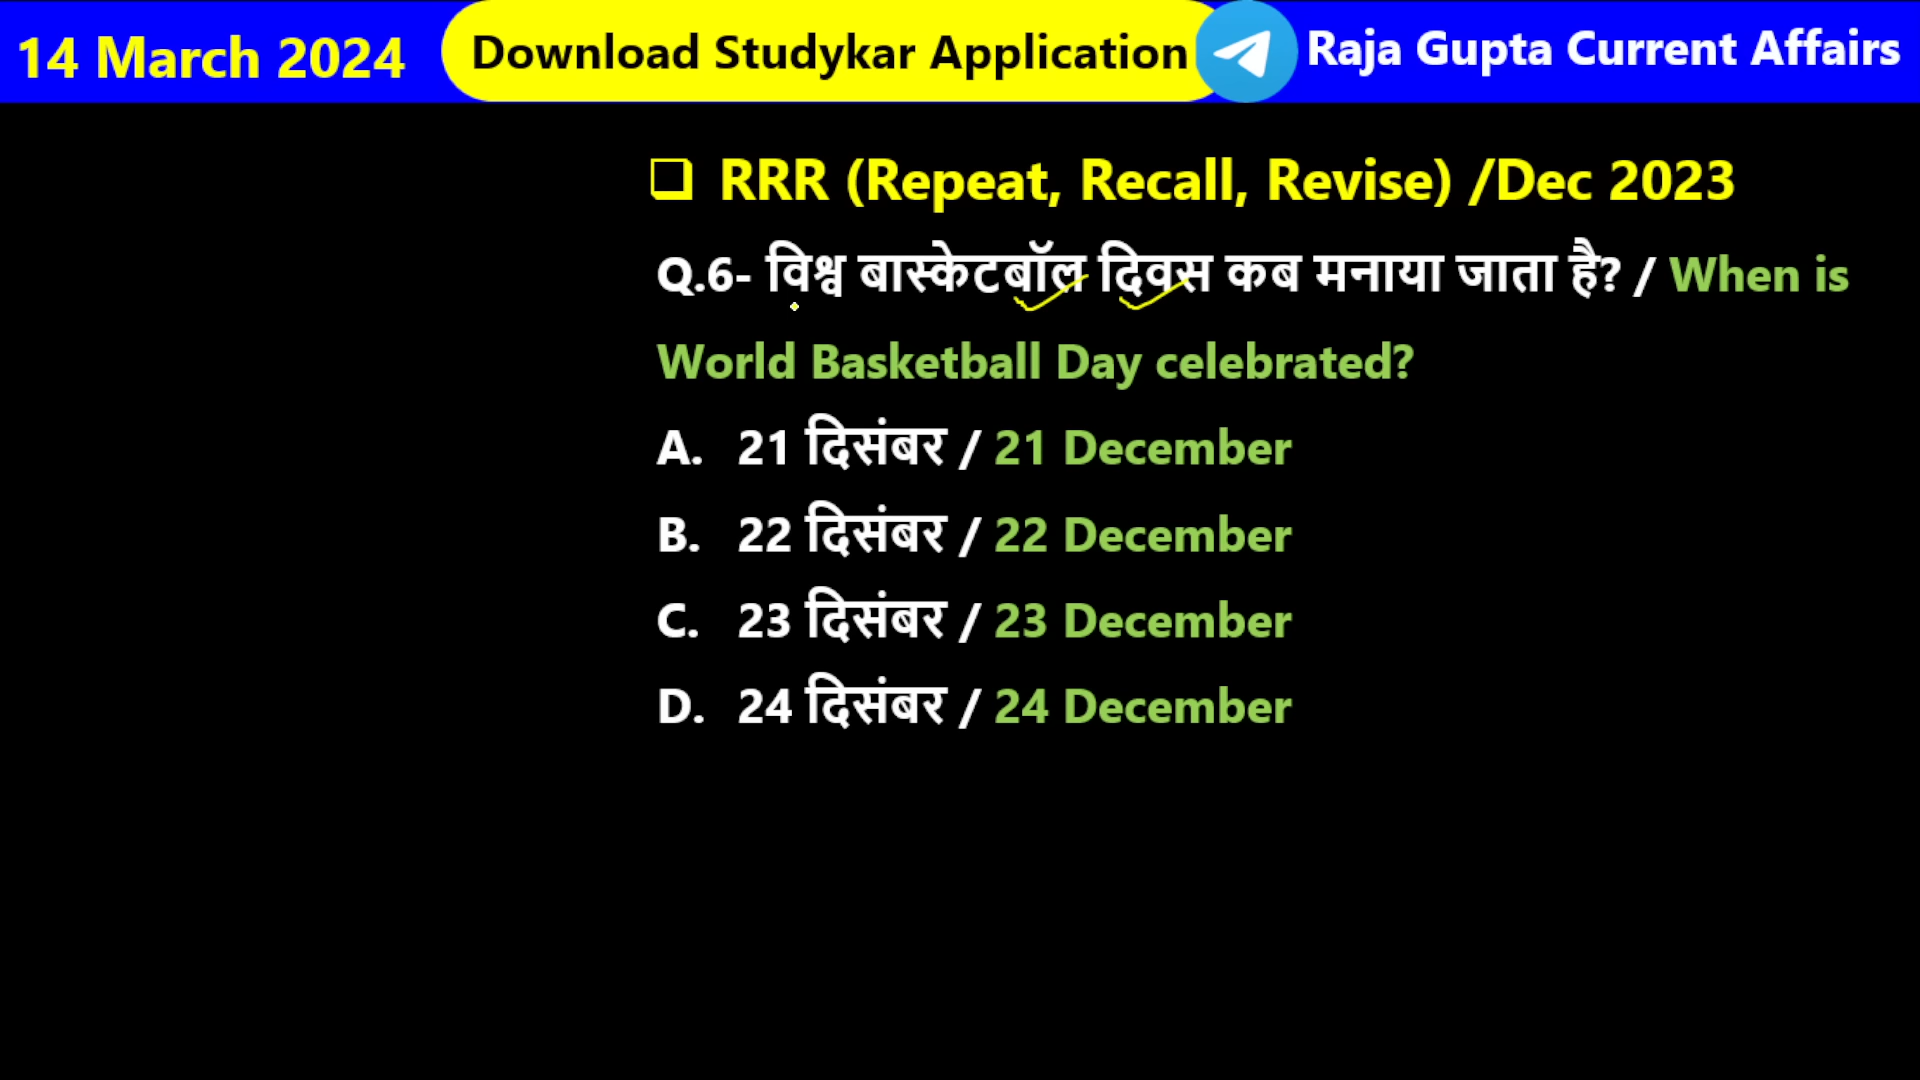 14 March 2024 Download Studykar Application Raja Gupta Current Affairs
❑ RRR (Repeat, Recall, Revise) /Dec 2023
Q.6- विश्व बास्केटबॉल दिवस कब मनाया जाता है? / When is
World Basketball Day celebrated?
A. 21 दिसंबर / 21 December
B. 22 दिसंबर / 22 December
C. 23 दिसंबर / 23 December
D. 24 दिसंबर / 24 December